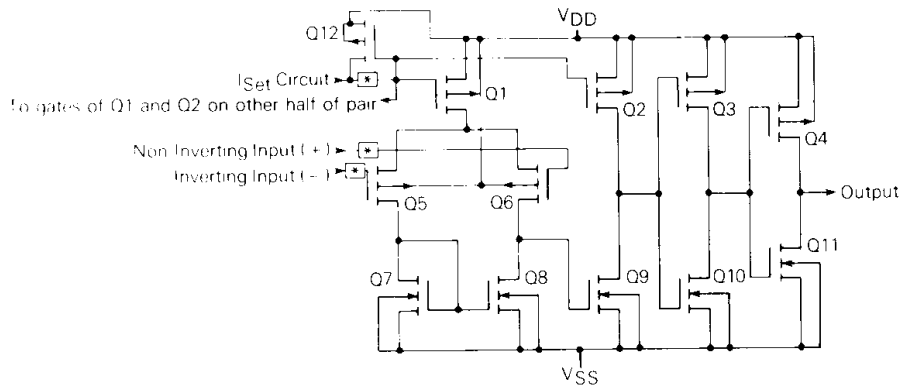 VDD
Q12
ISet Circuit
*
To gates of Q1 and Q2 on other half of pair
Q1
Q2
Q3
Q4
Non Inverting Input (+)
*
Inverting Input (−)
*
Q5
Q6
Output
Q7
Q8
Q9
Q10
Q11
VSS